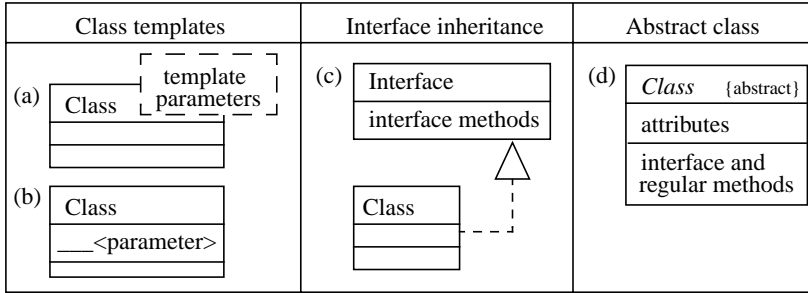 Class templates
Interface inheritance
Abstract class
(a)
Class
template
parameters
(b)
Class
___<parameter>
(c)
Interface
interface methods
Class
(d)
Class {abstract}
attributes
interface and
regular methods